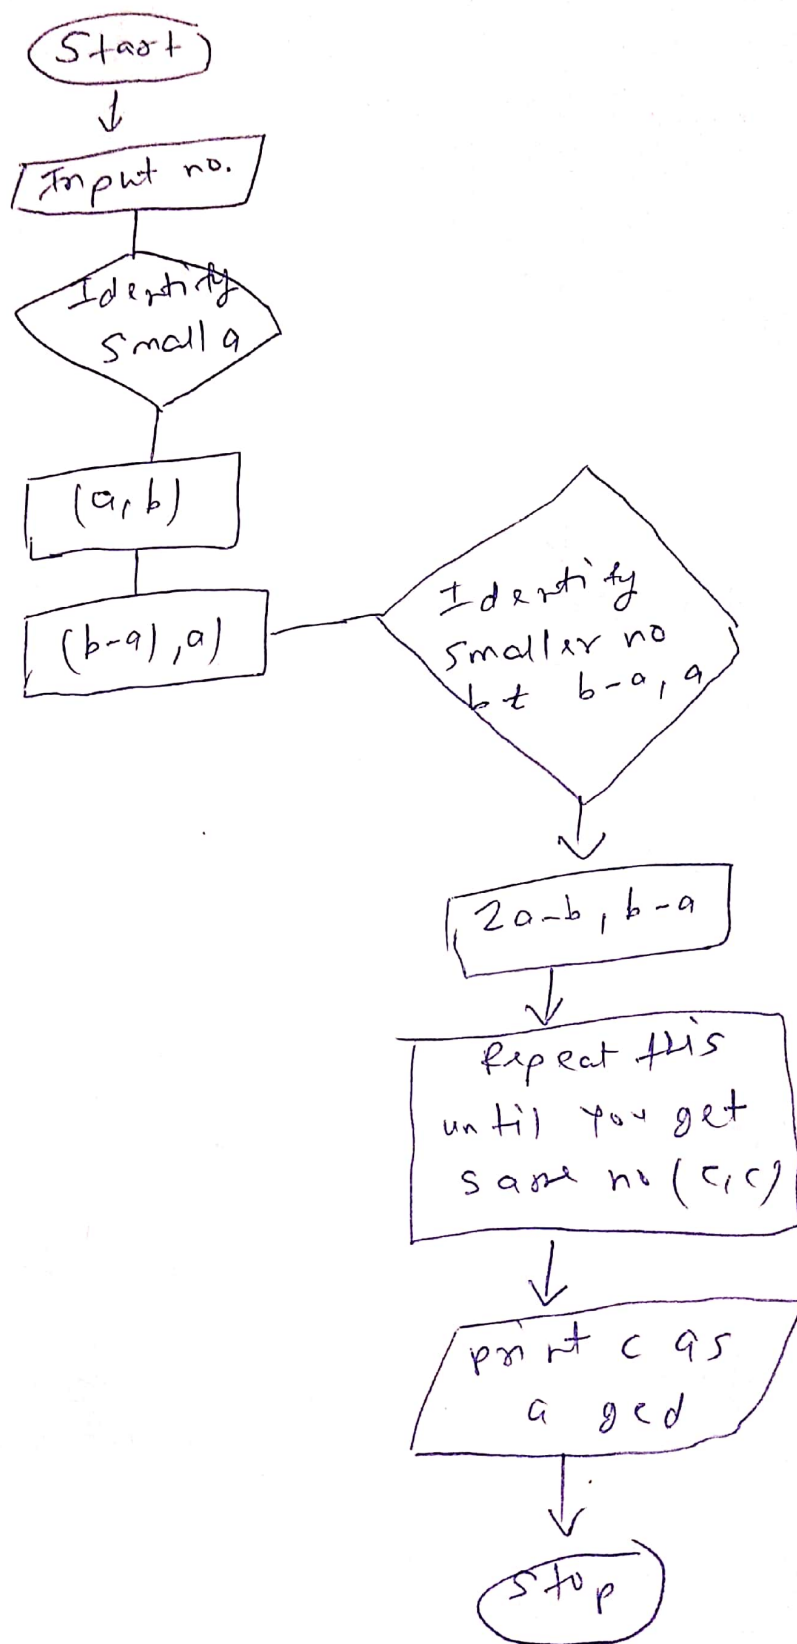 Start
Input no.
Identify
small a
(a, b)
(b-a), a)
Identify
smaller no
bt b-a, a
2a-b, b-a
Repeat this
until you get
same no (c, c)
print c as
a gcd
Stop